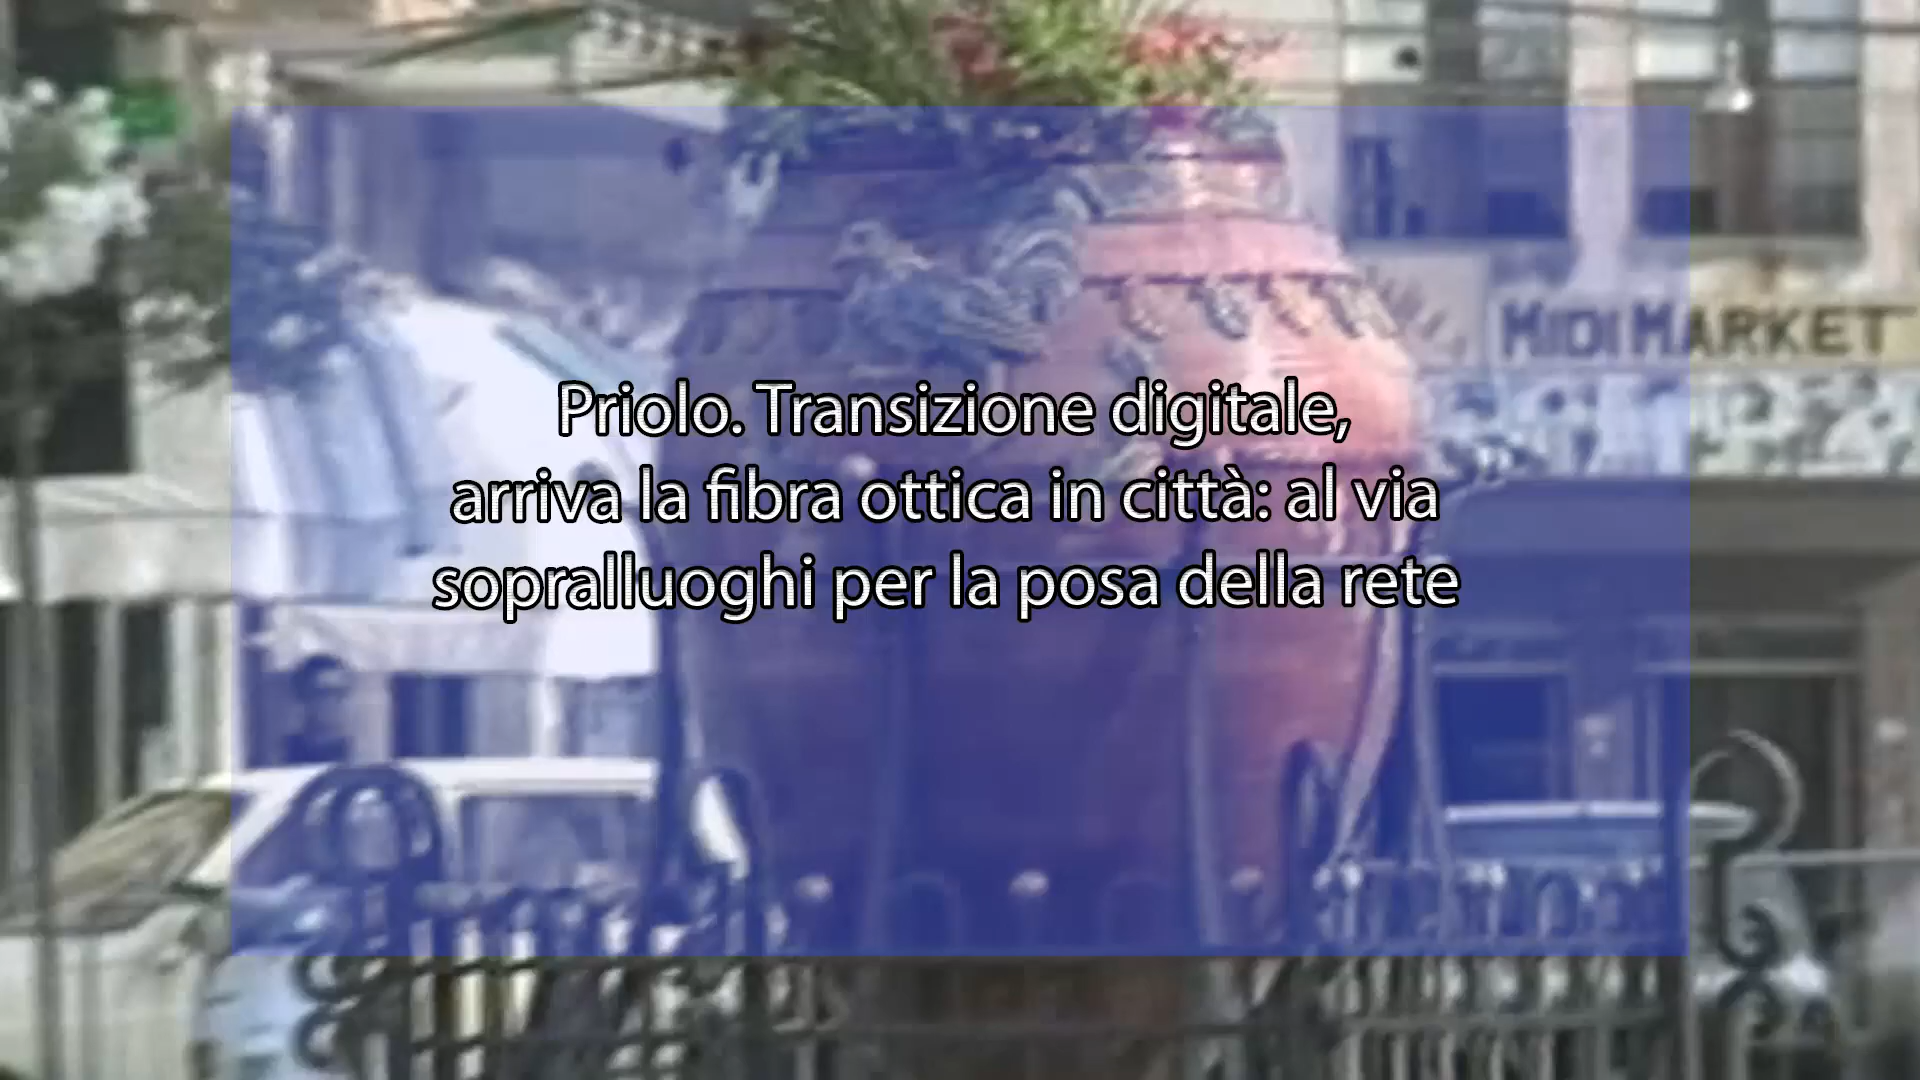 MIDI MARKET
Priolo. Transizione digitale,
arriva la fibra ottica in città: al via
sopralluoghi per la posa della rete